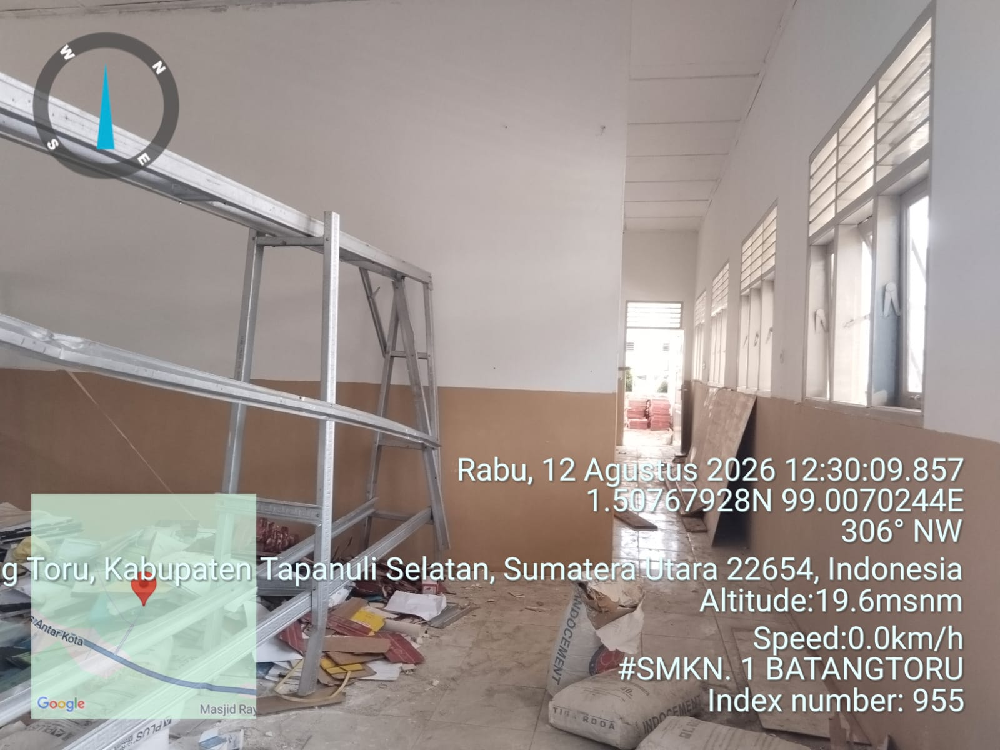 W
N
S
E
Rabu, 12 Agustus 2026 12:30:09.857
1.50767928N 99.0070244E
306° NW
g Toru, Kabupaten Tapanuli Selatan, Sumatera Utara 22654, Indonesia
Altitude:19.6msnm
Speed:0.0km/h
#SMKN. 1 BATANGTORU
Index number: 955
s Antar Kota
Google
Masjid Ray
INDOCEMENT
TIGA RODA
INDOCEMENT
PLUS